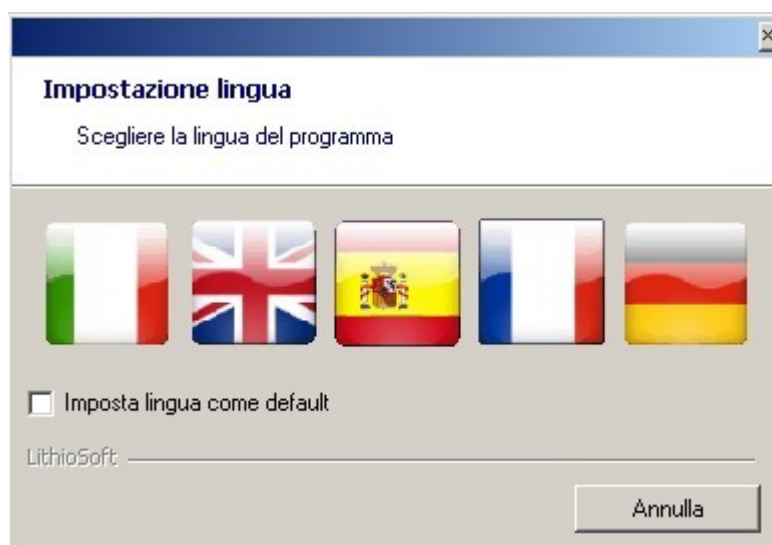 Impostazione lingua
Scegliere la lingua del programma
Imposta lingua come default
LithioSoft
Annulla